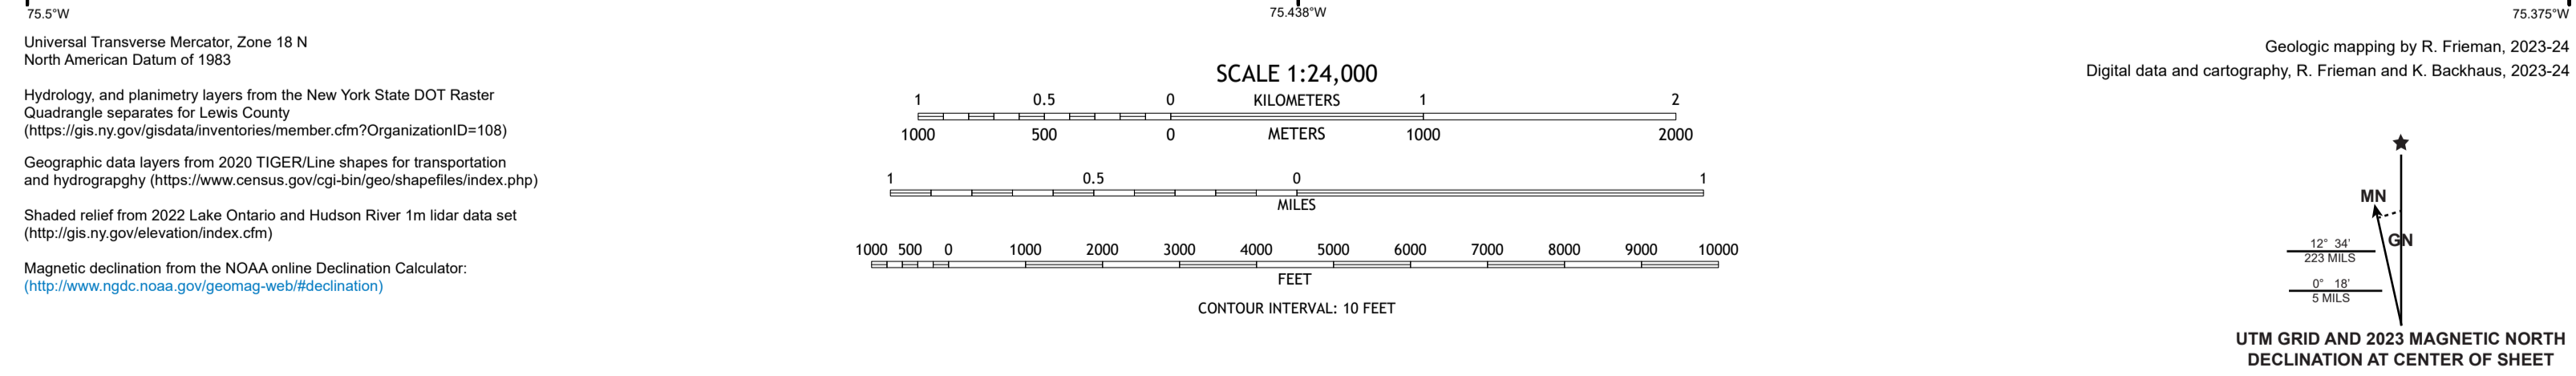 75.5°W
75.438°W
75.375°W
Universal Transverse Mercator, Zone 18 N
North American Datum of 1983
Hydrology, and planimetry layers from the New York State DOT Raster
Quadrangle separates for Lewis County
(https://gis.ny.gov/gisdata/inventories/member.cfm?OrganizationID=108)
Geographic data layers from 2020 TIGER/Line shapes for transportation
and hydrograpghy (https://www.census.gov/cgi-bin/geo/shapefiles/index.php)
Shaded relief from 2022 Lake Ontario and Hudson River 1m lidar data set
(http://gis.ny.gov/elevation/index.cfm)
Magnetic declination from the NOAA online Declination Calculator:
(http://www.ngdc.noaa.gov/geomag-web/#declination)
SCALE 1:24,000
1 0.5 0 KILOMETERS 1 2
1000 500 0 METERS 1000 2000
1 0.5 0 1
MILES
1000 500 0 1000 2000 3000 4000 5000 6000 7000 8000 9000 10000
FEET
CONTOUR INTERVAL: 10 FEET
Geologic mapping by R. Frieman, 2023-24
Digital data and cartography, R. Frieman and K. Backhaus, 2023-24
MN
GN
12° 34'
223 MILS
0° 18'
5 MILS
UTM GRID AND 2023 MAGNETIC NORTH
DECLINATION AT CENTER OF SHEET